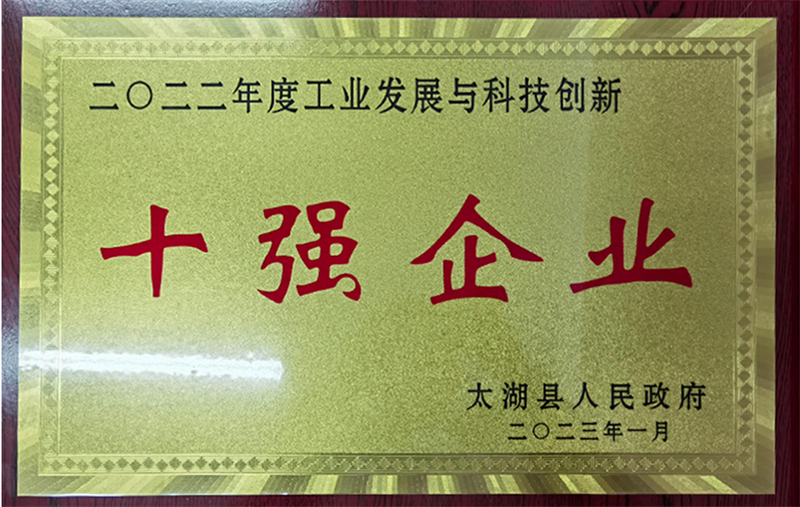 二〇二二年度工业发展与科技创新
十强企业
太湖县人民政府
二〇二三年一月